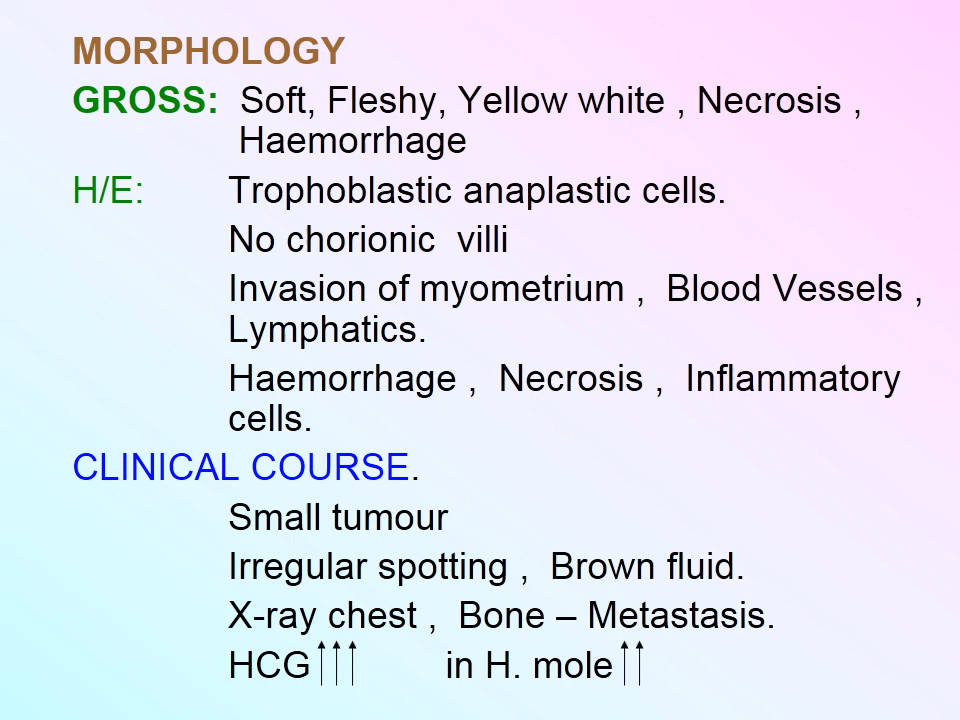 MORPHOLOGY
GROSS: Soft, Fleshy, Yellow white , Necrosis ,
Haemorrhage
H/E: Trophoblastic anaplastic cells.
No chorionic villi
Invasion of myometrium , Blood Vessels ,
Lymphatics.
Haemorrhage , Necrosis , Inflammatory
cells.
CLINICAL COURSE.
Small tumour
Irregular spotting , Brown fluid.
X-ray chest , Bone – Metastasis.
HCG↑↑↑ in H. mole↑↑